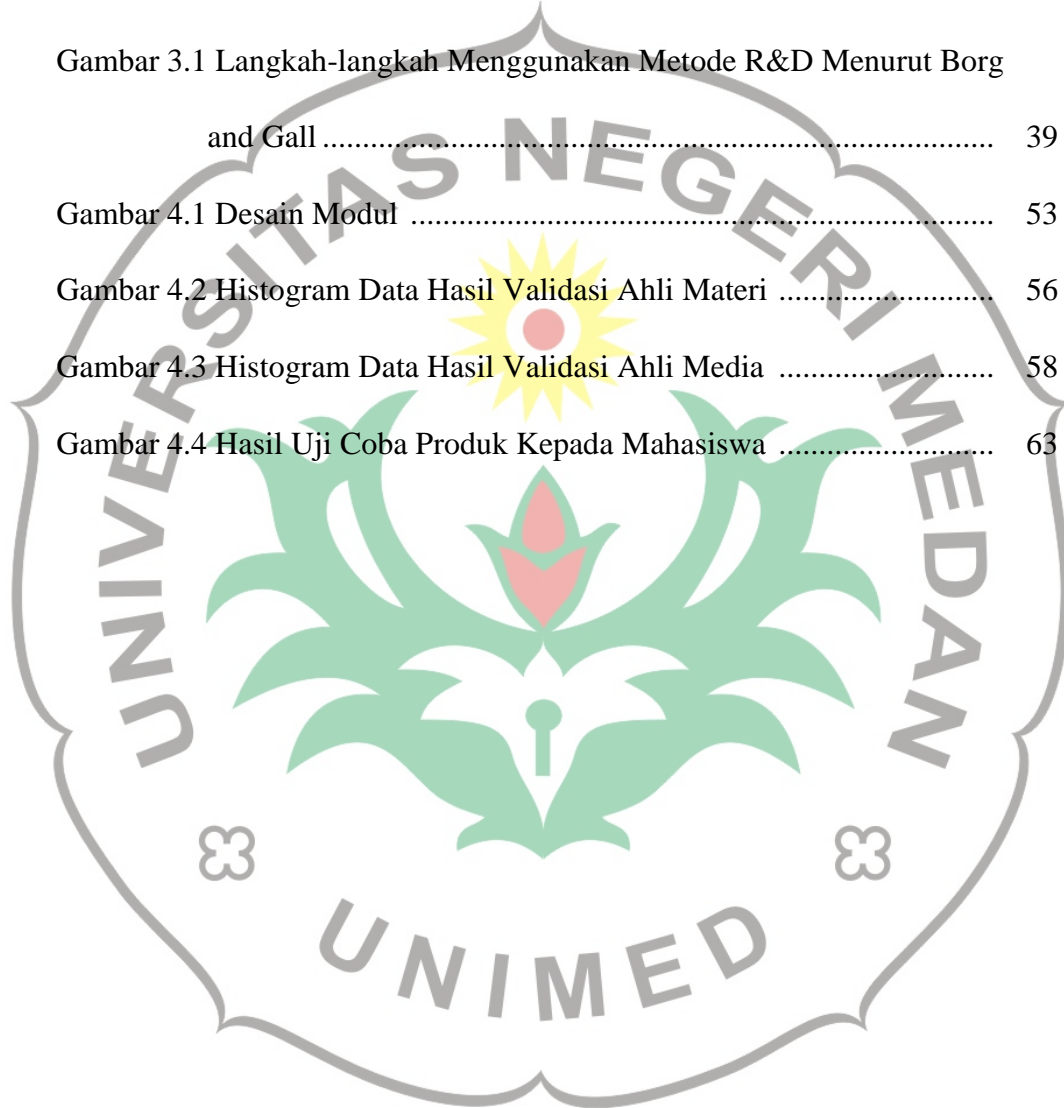 Gambar 3.1 Langkah-langkah Menggunakan Metode R&D Menurut Borg
and Gall ..................................................................................... 39
Gambar 4.1 Desain Modul .......................................................................... 53
Gambar 4.2 Histogram Data Hasil Validasi Ahli Materi ........................... 56
Gambar 4.3 Histogram Data Hasil Validasi Ahli Media ........................... 58
Gambar 4.4 Hasil Uji Coba Produk Kepada Mahasiswa ........................... 63
UNIVERSITAS NEGERI MEDAN
UNIMED